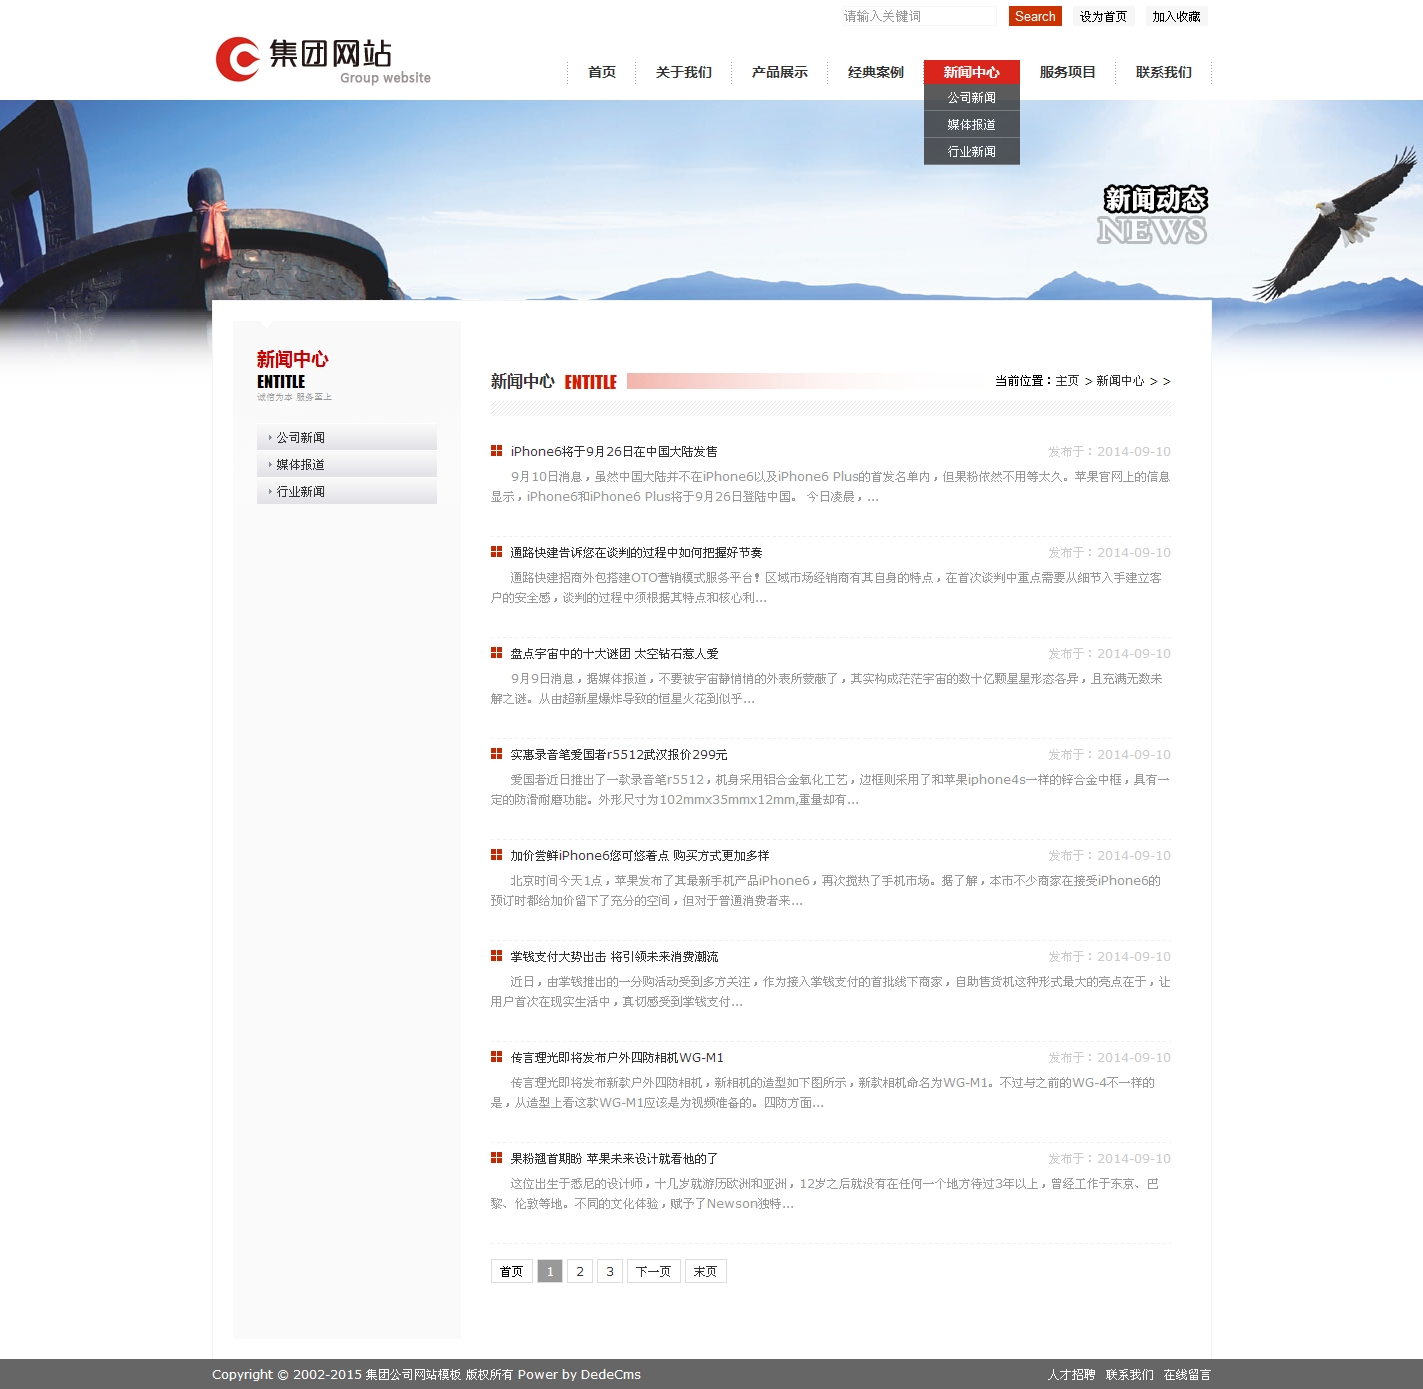 请输入关键词 Search 设为首页 加入收藏
集团网站
Group website
首页 关于我们 产品展示 经典案例 新闻中心 服务项目 联系我们
公司新闻
媒体报道
行业新闻
新闻动态
NEWS
新闻中心
ENTITLE
诚信为本 服务至上
公司新闻
媒体报道
行业新闻
新闻中心 ENTITLE 当前位置：主页 > 新闻中心 > >
iPhone6将于9月26日在中国大陆发售 发布于：2014-09-10
9月10日消息，虽然中国大陆并不在iPhone6以及iPhone6 Plus的首发名单内，但果粉依然不用等太久。苹果官网上的信息
显示，iPhone6和iPhone6 Plus将于9月26日登陆中国。 今日凌晨，...
通路快建告诉您在谈判的过程中如何把握好节奏 发布于：2014-09-10
通路快建招商外包搭建OTO营销模式服务平台！区域市场经销商有其自身的特点，在首次谈判中重点需要从细节入手建立客
户的安全感，谈判的过程中须根据其特点和核心利...
盘点宇宙中的十大谜团 太空钻石惹人爱 发布于：2014-09-10
9月9日消息，据媒体报道，不要被宇宙静悄悄的外表所蒙蔽了，其实构成茫茫宇宙的数十亿颗星星形态各异，且充满无数未
解之谜。从由超新星爆炸导致的恒星火花到似乎...
实惠录音笔爱国者r5512武汉报价299元 发布于：2014-09-10
爱国者近日推出了一款录音笔r5512，机身采用铝合金氧化工艺，边框则采用了和苹果iphone4s一样的锌合金中框，具有一
定的防滑耐磨功能。外形尺寸为102mmx35mmx12mm,重量却有...
加价尝鲜iPhone6您可悠着点 购买方式更加多样 发布于：2014-09-10
北京时间今天1点，苹果发布了其最新手机产品iPhone6，再次搅热了手机市场。据了解，本市不少商家在接受iPhone6的
预订时都给加价留下了充分的空间，但对于普通消费者来...
掌钱支付大势出击 将引领未来消费潮流 发布于：2014-09-10
近日，由掌钱推出的一分购活动受到多方关注，作为接入掌钱支付的首批线下商家，自助售货机这种形式最大的亮点在于，让
用户首次在现实生活中，真切感受到掌钱支付...
传言理光即将发布户外四防相机WG-M1 发布于：2014-09-10
传言理光即将发布新款户外四防相机，新相机的造型如下图所示，新款相机命名为WG-M1。不过与之前的WG-4不一样的
是，从造型上看这款WG-M1应该是为视频准备的。四防方面...
果粉翘首期盼 苹果未来设计就看他的了 发布于：2014-09-10
这位出生于悉尼的设计师，十几岁就游历欧洲和亚洲，12岁之后就没有在任何一个地方待过3年以上，曾经工作于东京、巴
黎、伦敦等地。不同的文化体验，赋予了Newson独特...
首页 1 2 3 下一页 末页
Copyright © 2002-2015 集团公司网站模板 版权所有 Power by DedeCms 人才招聘 联系我们 在线留言